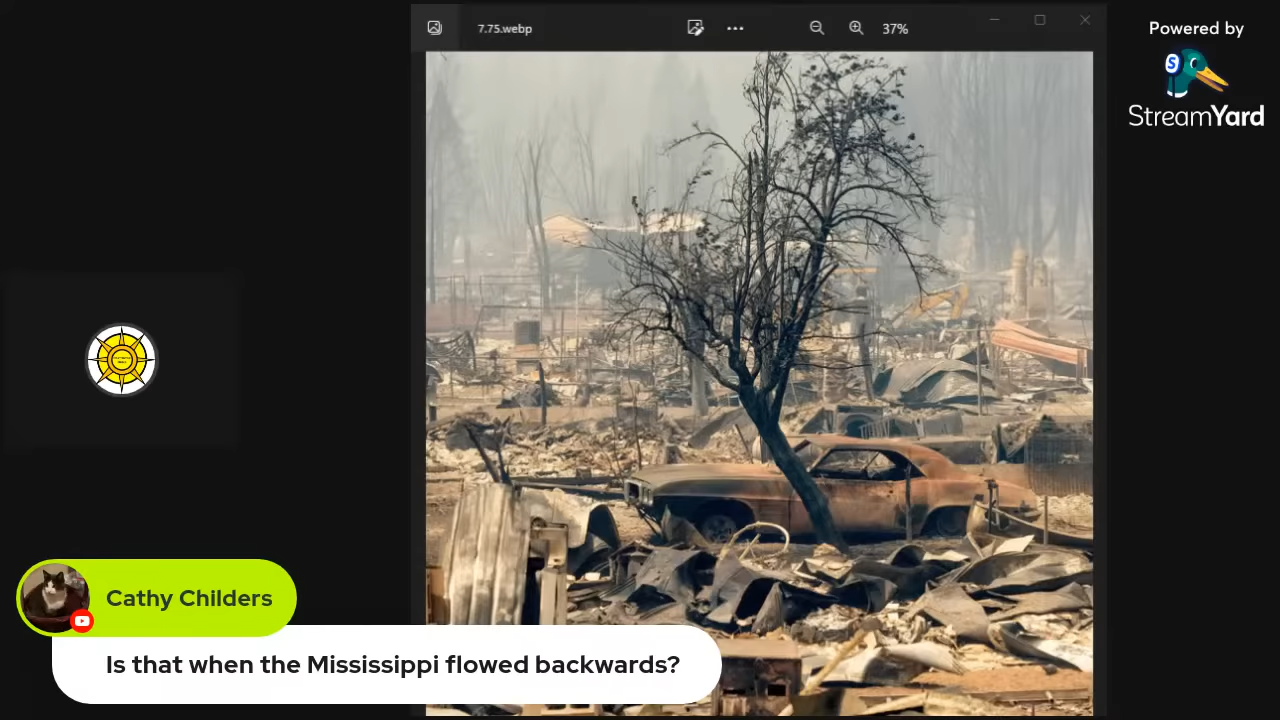 7.75.webp
37%
Powered by
StreamYard
Cathy Childers
Is that when the Mississippi flowed backwards?